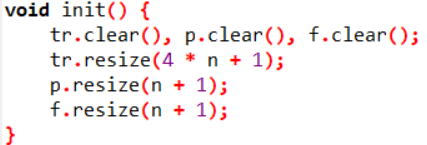 void init() {
    tr.clear(), p.clear(), f.clear();
    tr.resize(4 * n + 1);
    p.resize(n + 1);
    f.resize(n + 1);
}